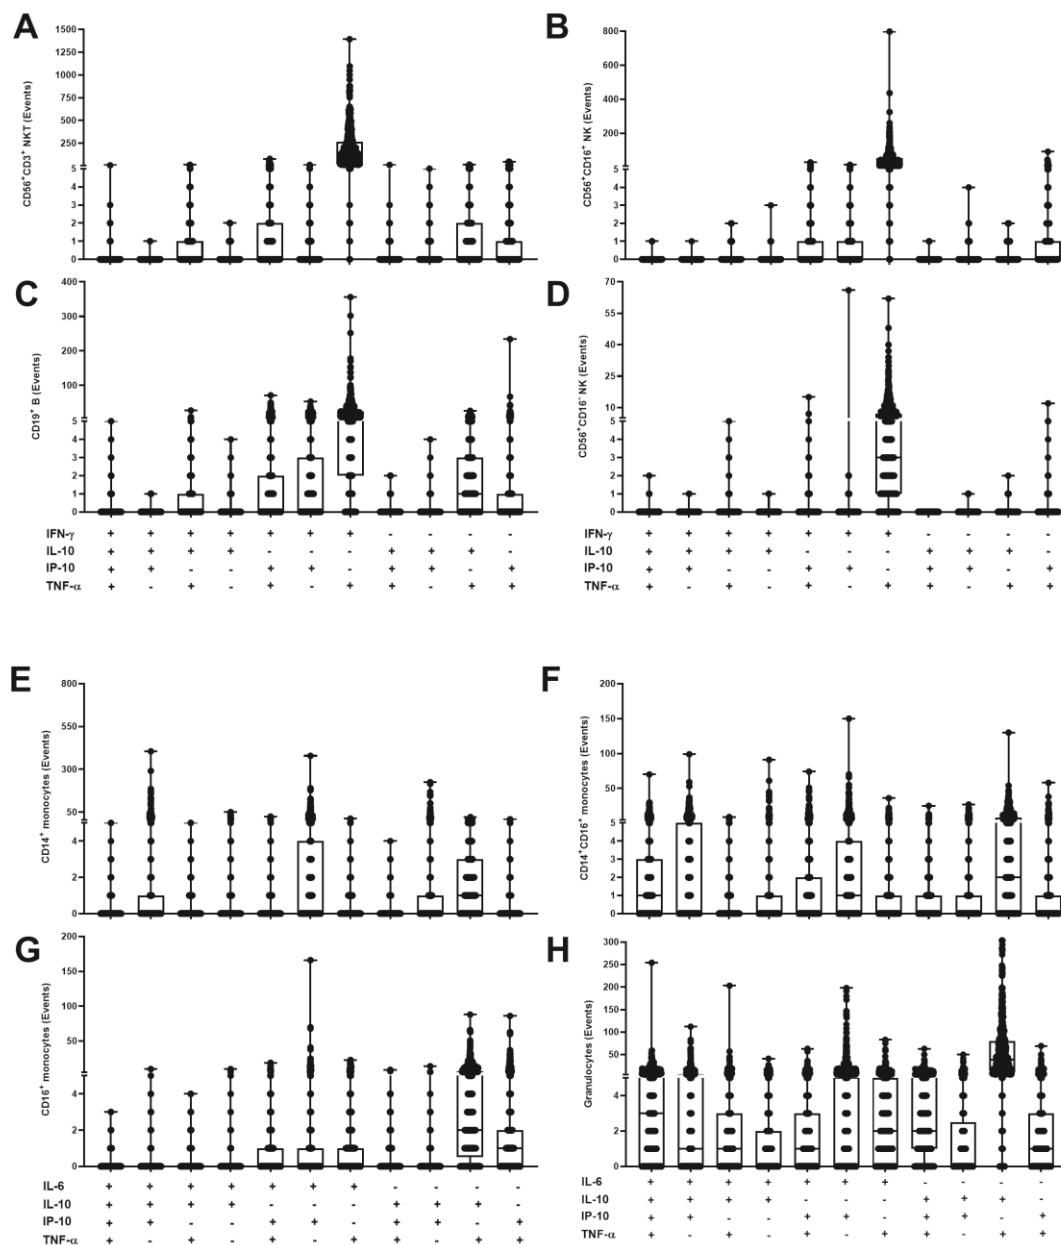 A
CD56⁺CD3⁺ NKT (Events)
1500
1250
1000
750
500
250
5
4
3
2
1
0
B
CD56⁺CD16⁺ NK (Events)
800
600
400
200
5
4
3
2
1
0
C
CD19⁺ B (Events)
400
300
200
100
5
4
3
2
1
0
D
CD56⁺CD16⁻ NK (Events)
70
55
40
25
10
5
4
3
2
1
0
IFN-γ + + + + + + + - - - -
IL-10 + + + + - - - + + + -
IP-10 + + - - + + - + + - +
TNF-α + - + - + - + + - + +
IFN-γ + + + + + + + - - - -
IL-10 + + + + - - - + + + -
IP-10 + + - - + + - + + - +
TNF-α + - + - + - + + - + +
E
CD14⁺ monocytes (Events)
800
550
300
50
4
2
0
F
CD14⁺CD16⁺ monocytes (Events)
200
150
100
50
5
4
3
2
1
0
G
CD16⁺ monocytes (Events)
200
150
100
50
4
2
0
H
Granulocytes (Events)
300
250
200
150
100
50
4
2
0
IL-6 + + + + + + + - - - -
IL-10 + + + + - - - + + + -
IP-10 + + - - + + - + + - +
TNF-α + - + - + - + + - + +
IL-6 + + + + + + + - - - -
IL-10 + + + + - - - + + + -
IP-10 + + - - + + - + + - +
TNF-α + - + - + - + + - + +